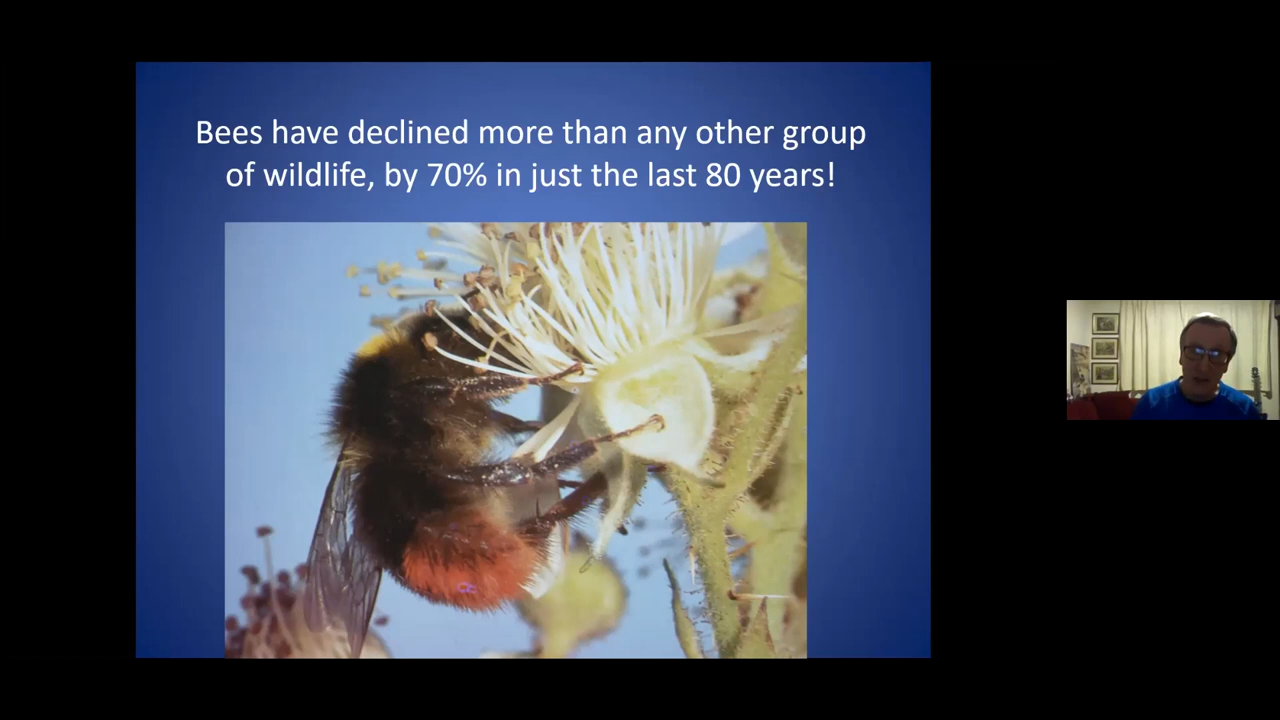 Bees have declined more than any other group
of wildlife, by 70% in just the last 80 years!